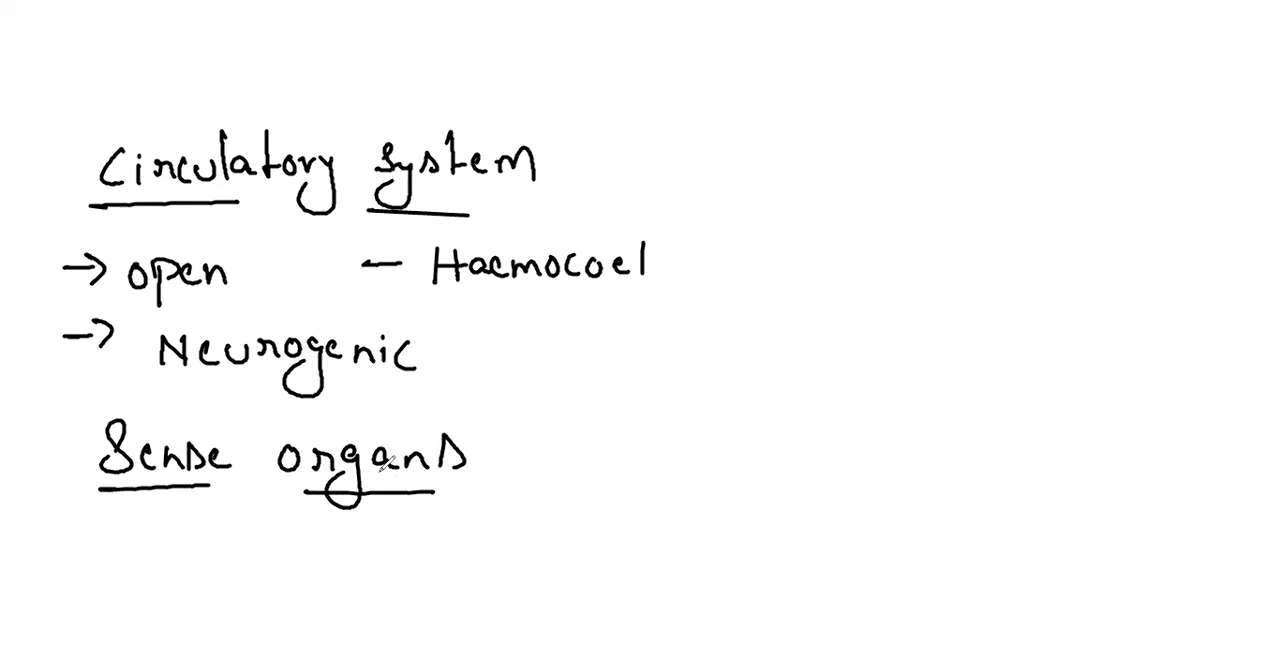 Circulatory System
→ open – Haemocoel
→ Neurogenic
Sense organs